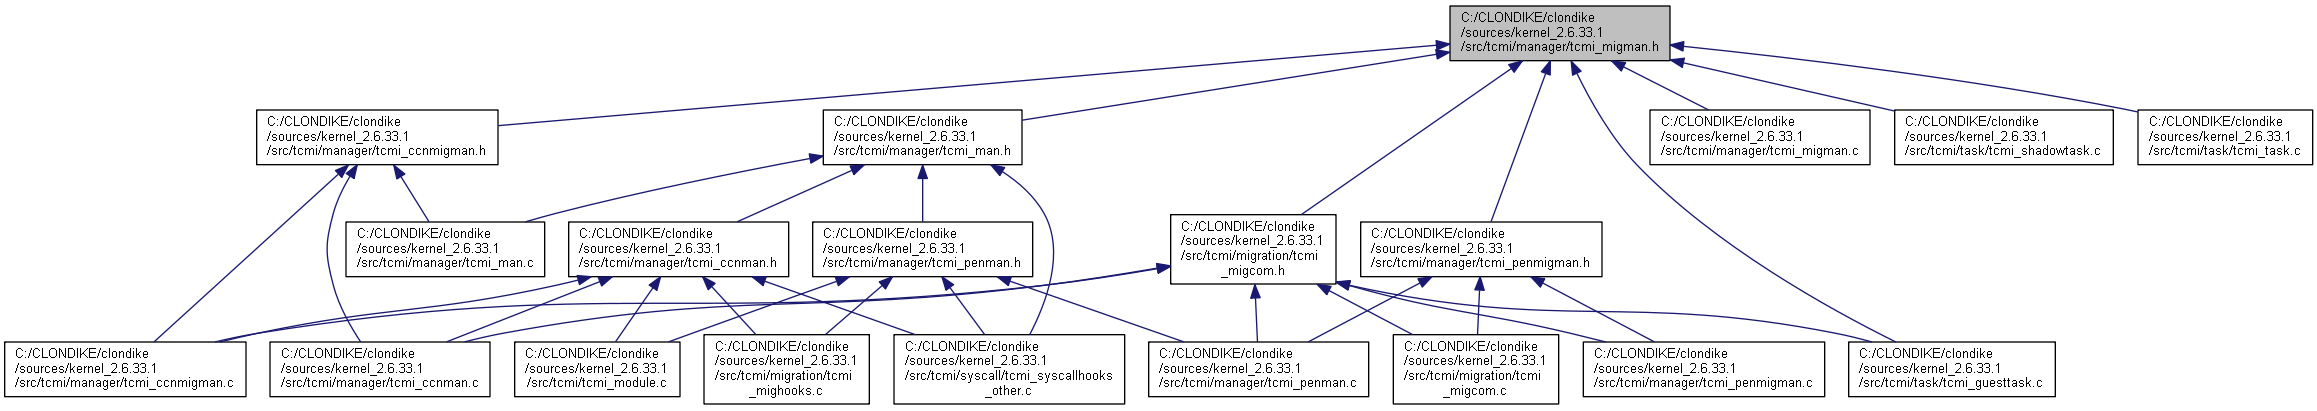 C:/CLONDIKE/clondike
/sources/kernel_2.6.33.1
/src/tcmi/manager/tcmi_migman.h
C:/CLONDIKE/clondike
/sources/kernel_2.6.33.1
/src/tcmi/manager/tcmi_ccnmigman.h
C:/CLONDIKE/clondike
/sources/kernel_2.6.33.1
/src/tcmi/manager/tcmi_man.h
C:/CLONDIKE/clondike
/sources/kernel_2.6.33.1
/src/tcmi/manager/tcmi_migman.c
C:/CLONDIKE/clondike
/sources/kernel_2.6.33.1
/src/tcmi/task/tcmi_shadowtask.c
C:/CLONDIKE/clondike
/sources/kernel_2.6.33.1
/src/tcmi/task/tcmi_task.c
C:/CLONDIKE/clondike
/sources/kernel_2.6.33.1
/src/tcmi/manager/tcmi_man.c
C:/CLONDIKE/clondike
/sources/kernel_2.6.33.1
/src/tcmi/manager/tcmi_ccnman.h
C:/CLONDIKE/clondike
/sources/kernel_2.6.33.1
/src/tcmi/manager/tcmi_penman.h
C:/CLONDIKE/clondike
/sources/kernel_2.6.33.1
/src/tcmi/migration/tcmi
_migcom.h
C:/CLONDIKE/clondike
/sources/kernel_2.6.33.1
/src/tcmi/manager/tcmi_penmigman.h
C:/CLONDIKE/clondike
/sources/kernel_2.6.33.1
/src/tcmi/manager/tcmi_ccnmigman.c
C:/CLONDIKE/clondike
/sources/kernel_2.6.33.1
/src/tcmi/manager/tcmi_ccnman.c
C:/CLONDIKE/clondike
/sources/kernel_2.6.33.1
/src/tcmi/tcmi_module.c
C:/CLONDIKE/clondike
/sources/kernel_2.6.33.1
/src/tcmi/migration/tcmi
_mighooks.c
C:/CLONDIKE/clondike
/sources/kernel_2.6.33.1
/src/tcmi/syscall/tcmi_syscallhooks
_other.c
C:/CLONDIKE/clondike
/sources/kernel_2.6.33.1
/src/tcmi/manager/tcmi_penman.c
C:/CLONDIKE/clondike
/sources/kernel_2.6.33.1
/src/tcmi/migration/tcmi
_migcom.c
C:/CLONDIKE/clondike
/sources/kernel_2.6.33.1
/src/tcmi/manager/tcmi_penmigman.c
C:/CLONDIKE/clondike
/sources/kernel_2.6.33.1
/src/tcmi/task/tcmi_guesttask.c